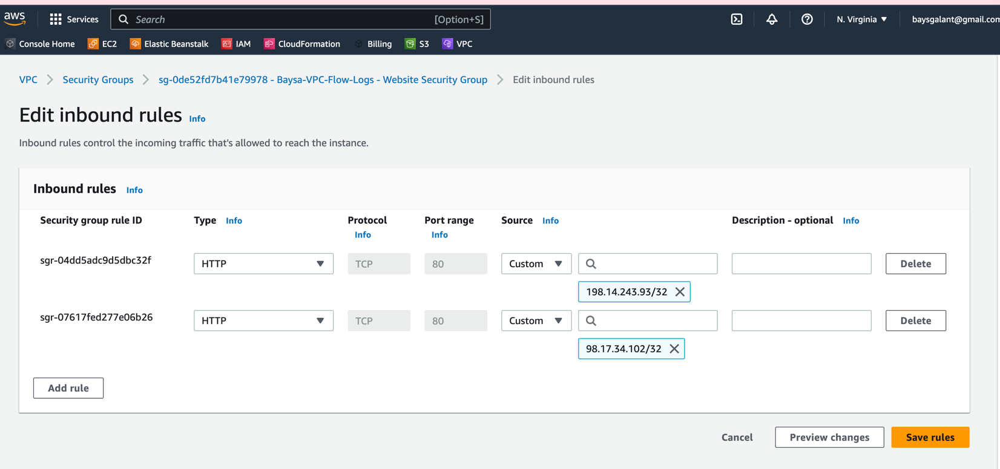 aws Services Search [Option+S] N. Virginia baysgalant@gmail.com
Console Home EC2 Elastic Beanstalk IAM CloudFormation Billing S3 VPC
VPC Security Groups sg-0de52fd7b41e79978 - Baysa-VPC-Flow-Logs - Website Security Group Edit inbound rules
Edit inbound rules Info
Inbound rules control the incoming traffic that's allowed to reach the instance.
Inbound rules Info
Security group rule ID Type Info Protocol Port range Source Info Description - optional Info
Info Info
sgr-04dd5adc9d5dbc32f HTTP TCP 80 Custom Delete
198.14.243.93/32
sgr-07617fed277e06b26 HTTP TCP 80 Custom Delete
98.17.34.102/32
Add rule
Cancel Preview changes Save rules